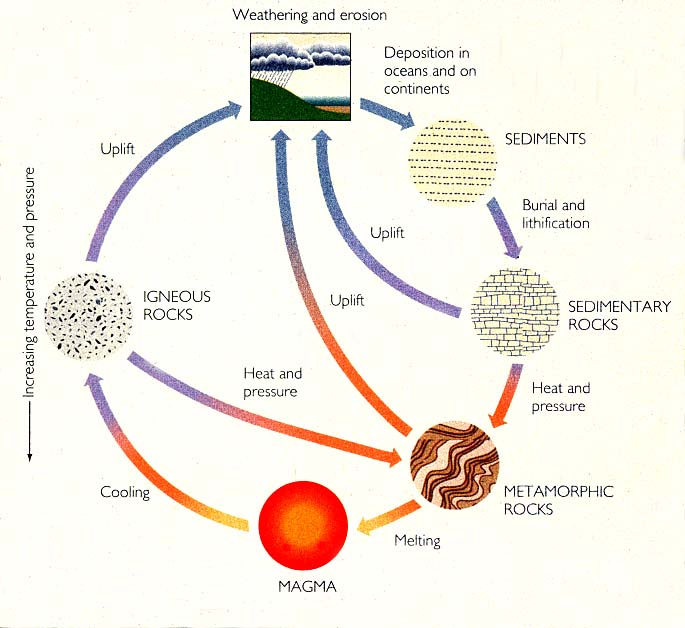 Weathering and erosion
Deposition in
oceans and on
continents
SEDIMENTS
Uplift
Burial and
lithification
Uplift
IGNEOUS
ROCKS
Uplift
SEDIMENTARY
ROCKS
Increasing temperature and pressure
Heat and
pressure
Heat and
pressure
Cooling
METAMORPHIC
ROCKS
Melting
MAGMA